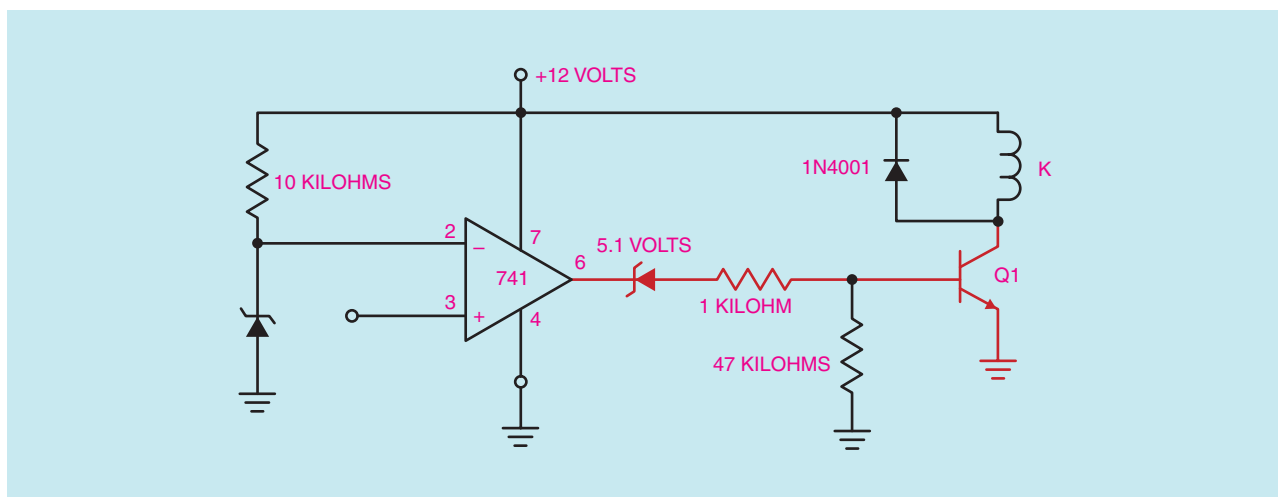 +12 VOLTS
10 KILOHMS
1N4001
K
2
−
7
741
6
5.1 VOLTS
3
+
4
1 KILOHM
Q1
47 KILOHMS